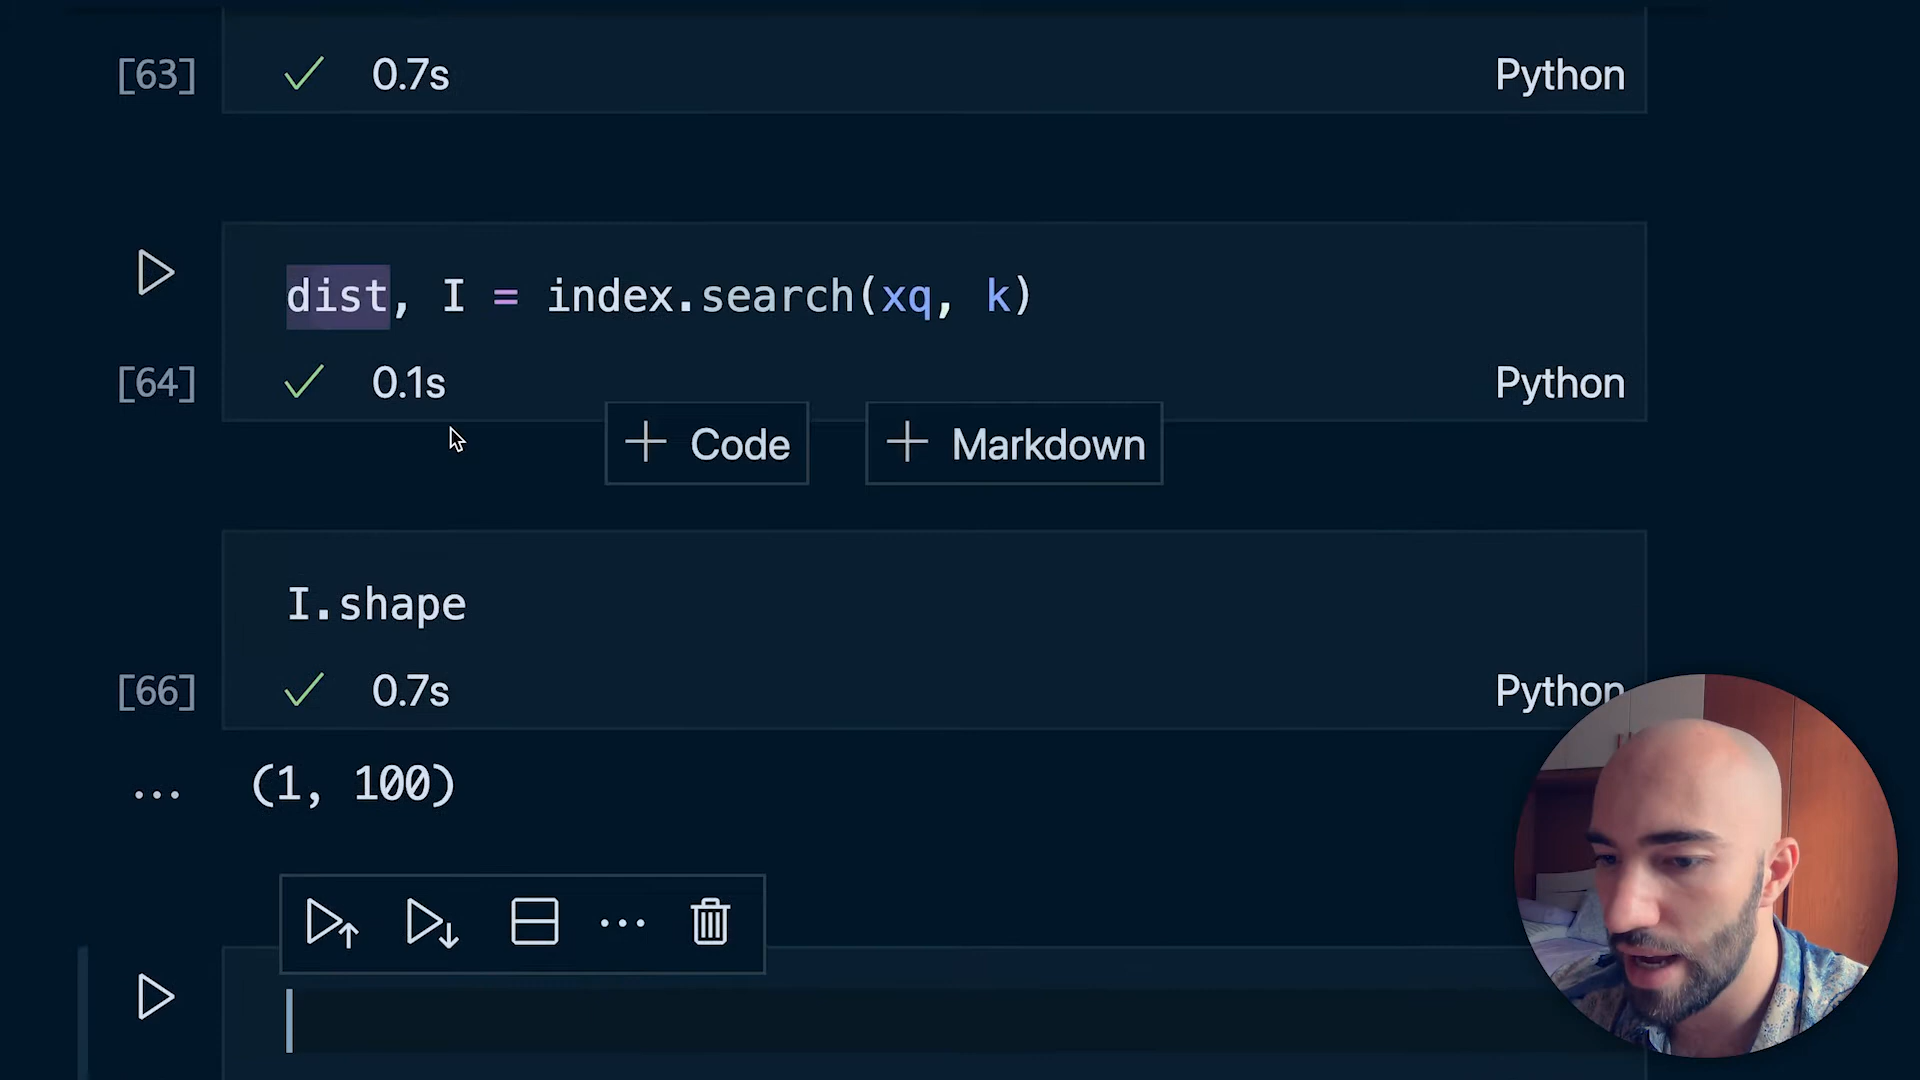 [63] 0.7s Python
dist, I = index.search(xq, k)
[64] 0.1s Python
Code Markdown
I.shape
[66] 0.7s Python
(1, 100)